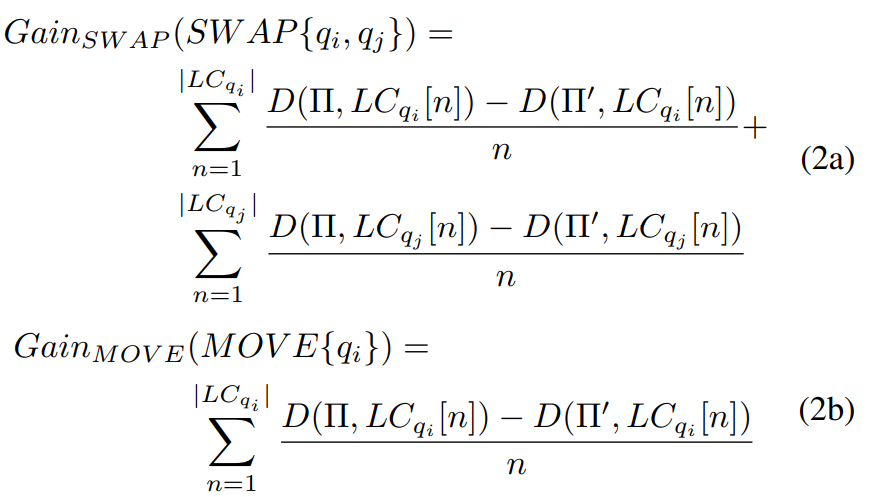 Gain_{SWAP}(SWAP\{q_i, q_j\}) =
\sum_{n=1}^{|LC_{q_i}|} \frac{D(\Pi, LC_{q_i}[n]) - D(\Pi', LC_{q_i}[n])}{n} +
(2a)
\sum_{n=1}^{|LC_{q_j}|} \frac{D(\Pi, LC_{q_j}[n]) - D(\Pi', LC_{q_j}[n])}{n}
Gain_{MOVE}(MOVE\{q_i\}) =
\sum_{n=1}^{|LC_{q_i}|} \frac{D(\Pi, LC_{q_i}[n]) - D(\Pi', LC_{q_i}[n])}{n}
(2b)